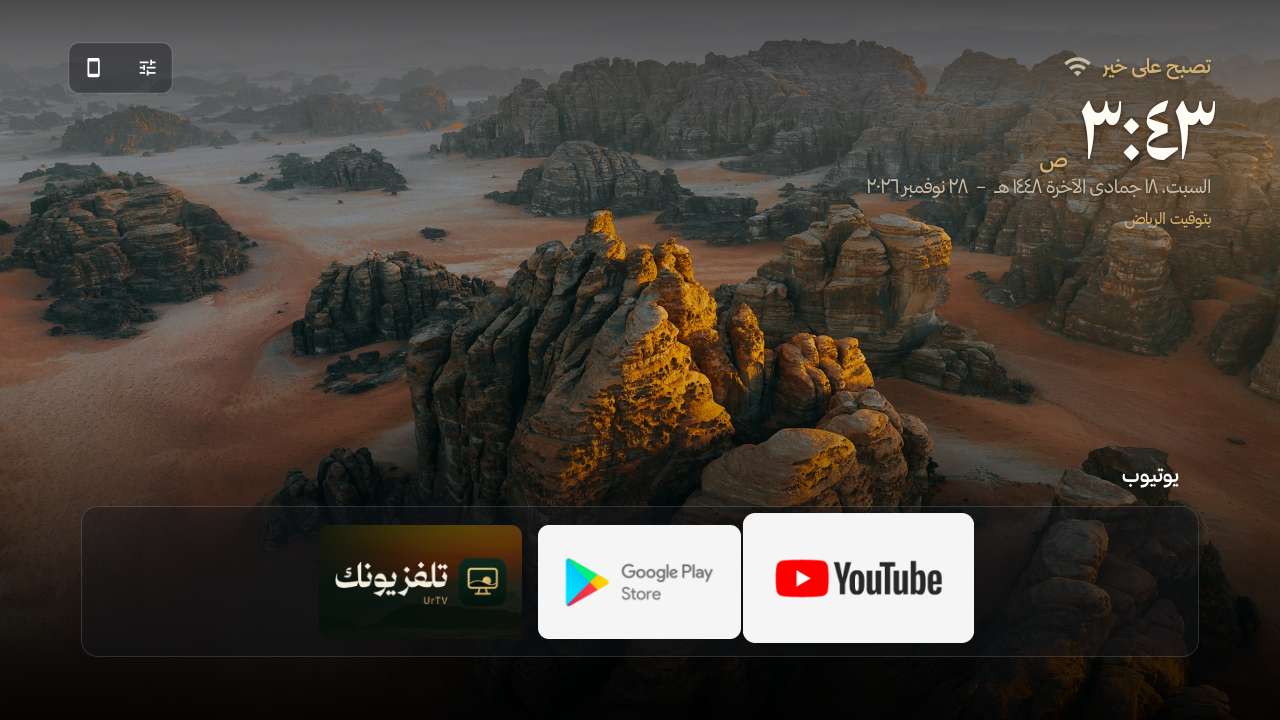 تصبح على خير
٣:٤٣ ص
السبت، ١٨ جمادى الآخرة ١٤٤٨ هـ – ٢٨ نوفمبر ٢٠٢٦
بتوقيت الرياض
يوتيوب
YouTube
Google Play
Store
تلفزيونك
UrTV